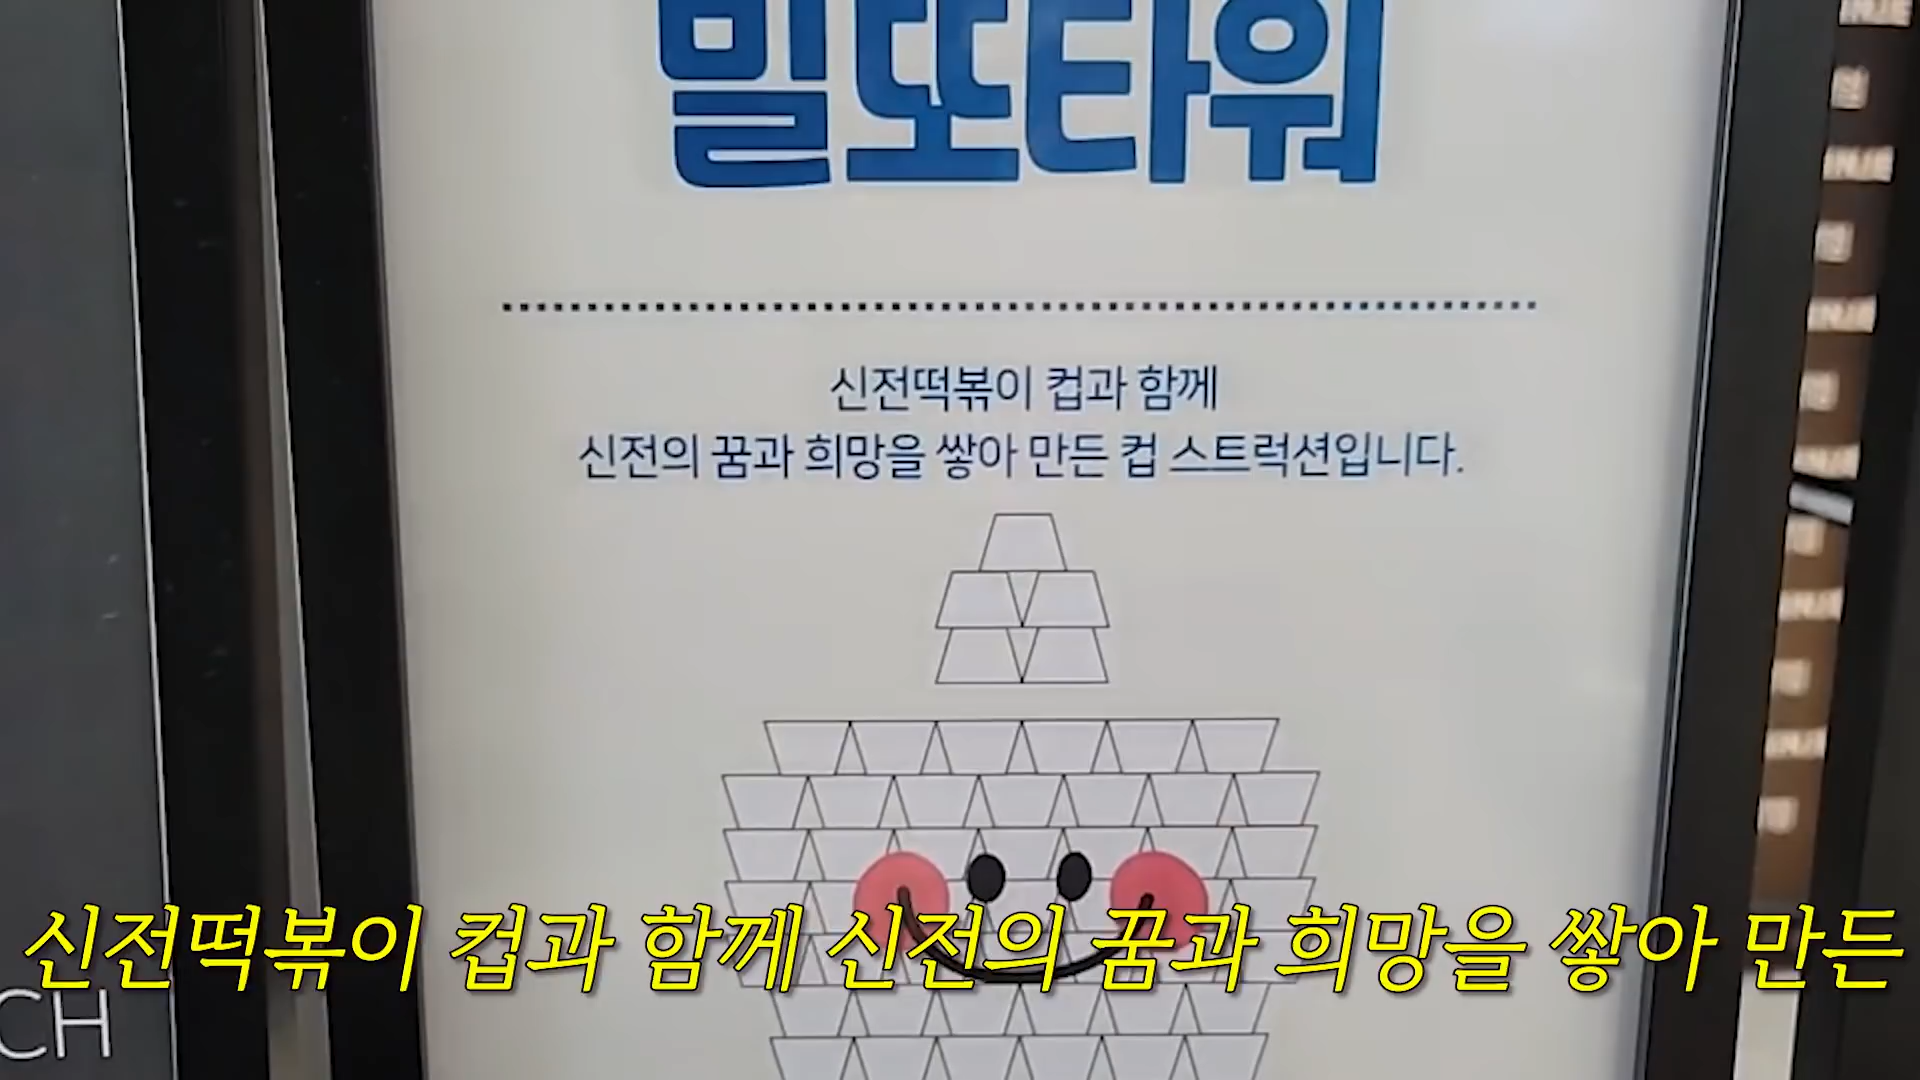 밀또타워
신전떡볶이 컵과 함께
신전의 꿈과 희망을 쌓아 만든 컵 스트럭션입니다.
신전떡볶이 컵과 함께 신전의 꿈과 희망을 쌓아 만든
CH